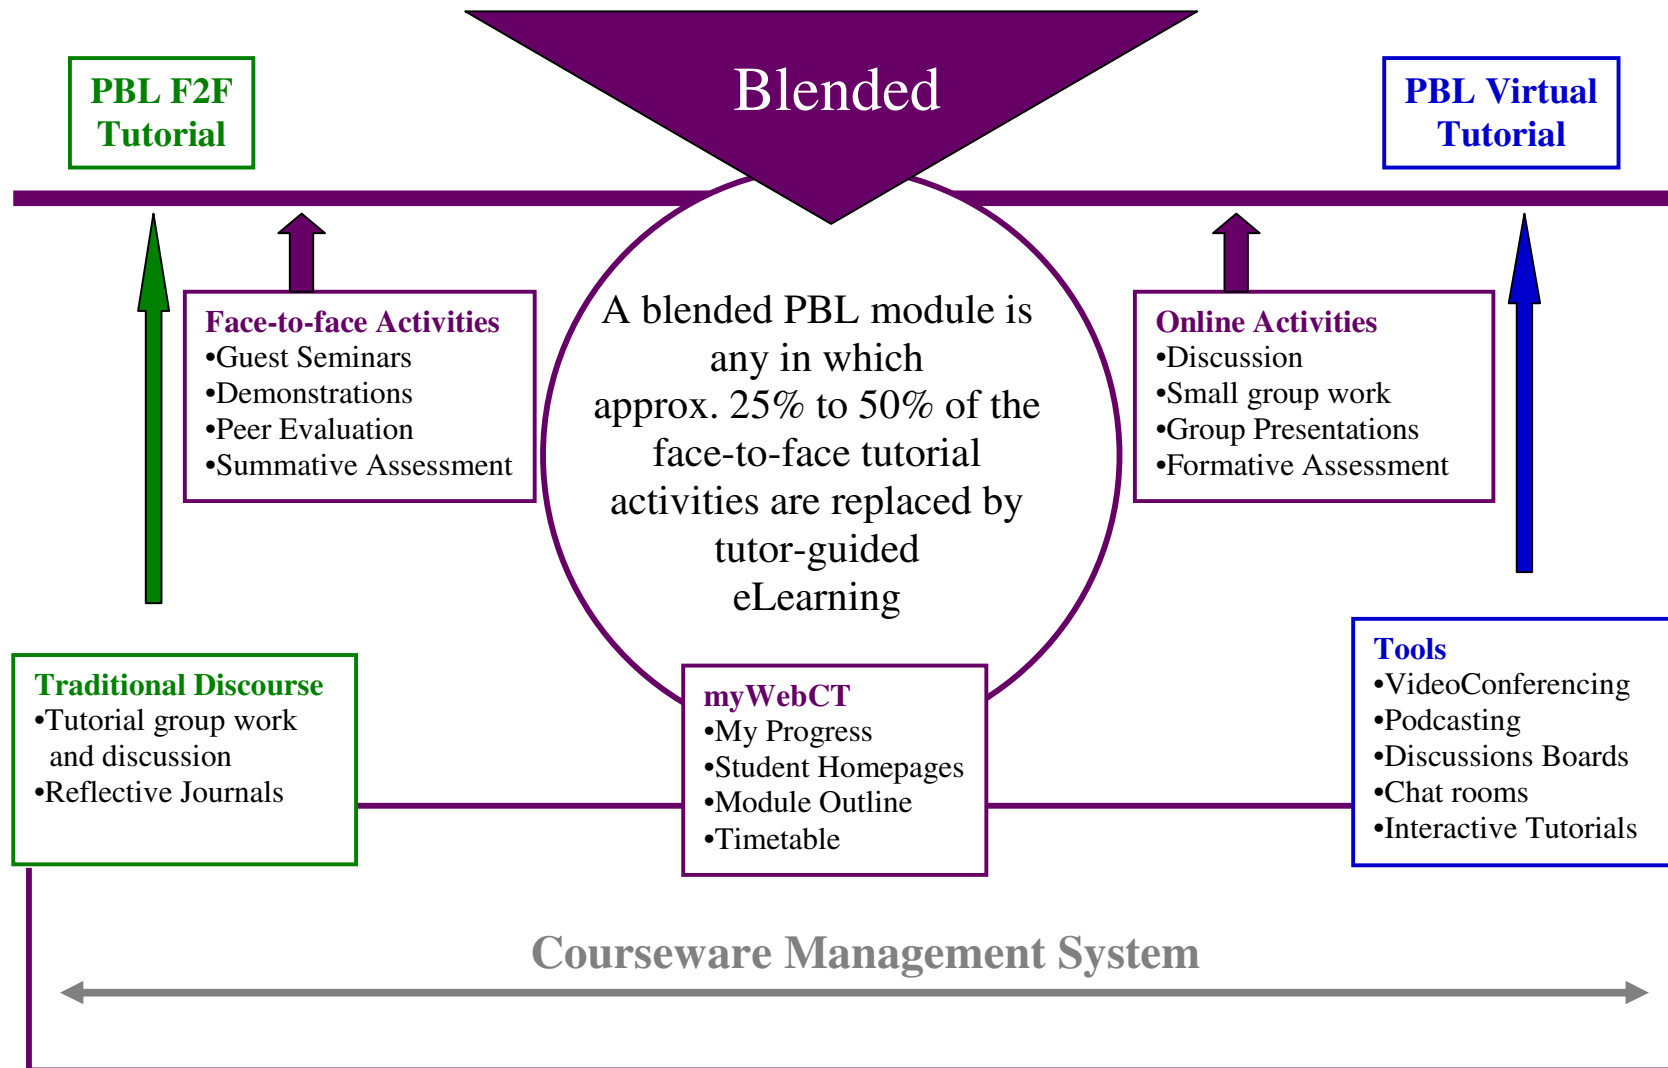 Blended
PBL F2F
Tutorial
PBL Virtual
Tutorial
Face-to-face Activities
•Guest Seminars
•Demonstrations
•Peer Evaluation
•Summative Assessment
A blended PBL module is
any in which
approx. 25% to 50% of the
face-to-face tutorial
activities are replaced by
tutor-guided
eLearning
Online Activities
•Discussion
•Small group work
•Group Presentations
•Formative Assessment
Traditional Discourse
•Tutorial group work
and discussion
•Reflective Journals
myWebCT
•My Progress
•Student Homepages
•Module Outline
•Timetable
Tools
•VideoConferencing
•Podcasting
•Discussions Boards
•Chat rooms
•Interactive Tutorials
Courseware Management System